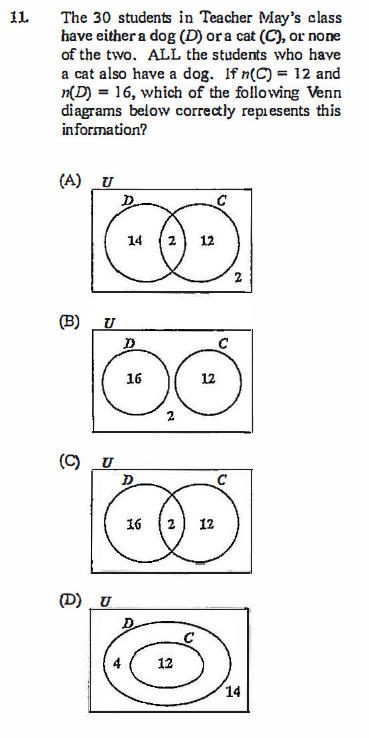 11. The 30 students in Teacher May's class
have either a dog (D) or a cat (C), or none
of the two. ALL the students who have
a cat also have a dog. If n(C) = 12 and
n(D) = 16, which of the following Venn
diagrams below correctly represents this
information?
(A) U
D C
14 2 12
2
(B) U
D C
16 12
2
(C) U
D C
16 2 12
(D) U
D
C
4 12
14